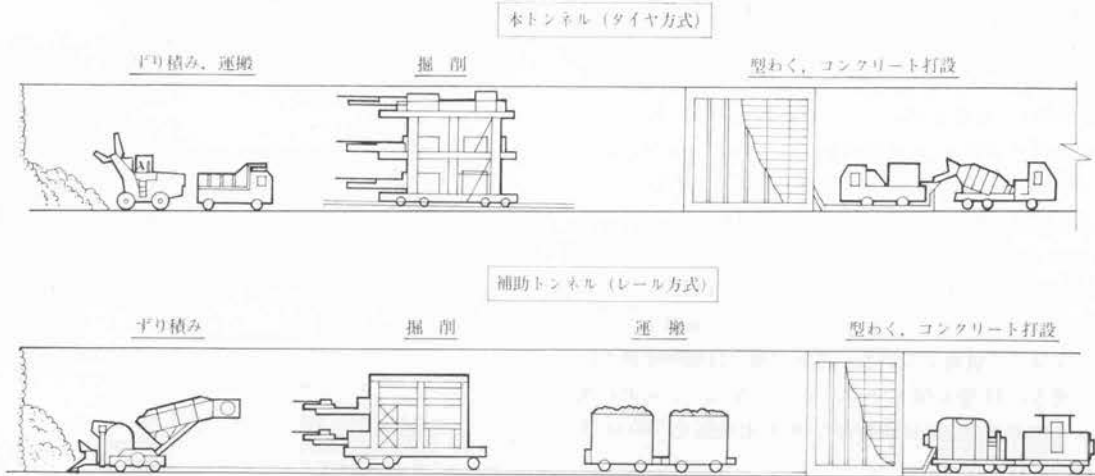 本トンネル（タイヤ方式）
ずり積み，運搬　掘　削　型わく，コンクリート打設
補助トンネル（レール方式）
ずり積み　掘　削　運　搬　型わく，コンクリート打設